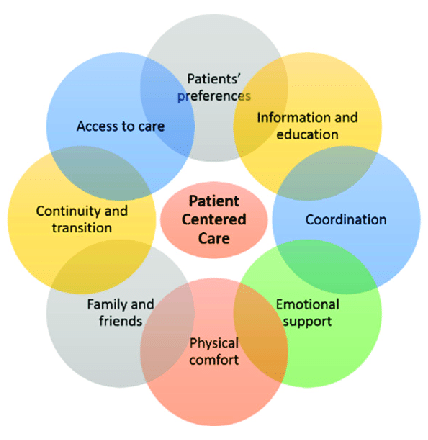 Patients'
preferences
Information and
education
Coordination
Emotional
support
Physical
comfort
Family and
friends
Continuity and
transition
Access to care
Patient
Centered
Care